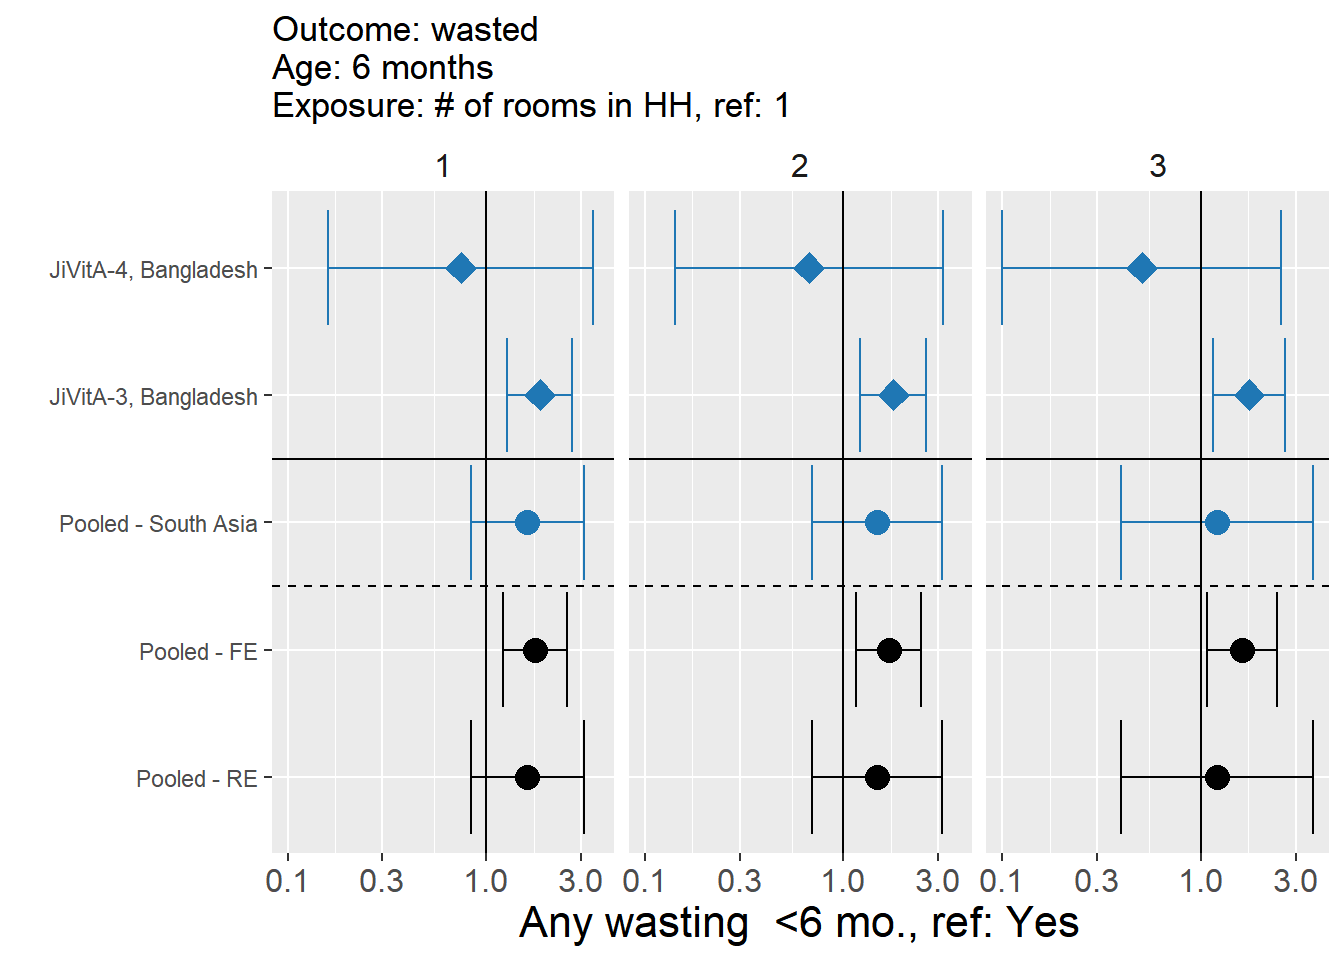 Outcome: wasted
Age: 6 months
Exposure: # of rooms in HH, ref: 1
1 2 3
JiVitA-4, Bangladesh
JiVitA-3, Bangladesh
Pooled - South Asia
Pooled - FE
Pooled - RE
0.1 0.3 1.0 3.0 0.1 0.3 1.0 3.0 0.1 0.3 1.0 3.0
Any wasting <6 mo., ref: Yes